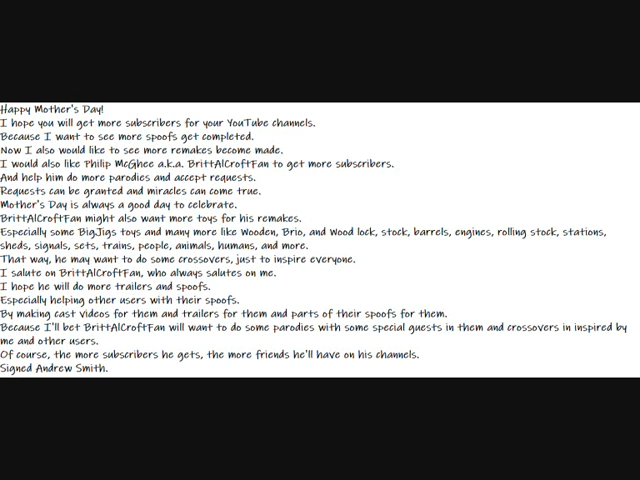 Happy Mother's Day!
I hope you will get more subscribers for your YouTube channels.
Because I want to see more spoofs get completed.
Now I also would like to see more remakes become made.
I would also like Philip McGhee a.k.a. BrittAlCroftFan to get more subscribers.
And help him do more parodies and accept requests.
Requests can be granted and miracles can come true.
Mother's Day is always a good day to celebrate.
BrittAlCroftFan might also want more toys for his remakes.
Especially some BigJigs toys and many more like Wooden, Brio, and Wood lock, stock, barrels, engines, rolling stock, stations,
sheds, signals, sets, trains, people, animals, humans, and more.
That way, he may want to do some crossovers, just to inspire everyone.
I salute on BrittAlCroftFan, who always salutes on me.
I hope he will do more trailers and spoofs.
Especially helping other users with their spoofs.
By making cast videos for them and trailers for them and parts of their spoofs for them.
Because I'll bet BrittAlCroftFan will want to do some parodies with some special guests in them and crossovers in inspired by
me and other users.
Of course, the more subscribers he gets, the more friends he'll have on his channels.
Signed Andrew Smith.